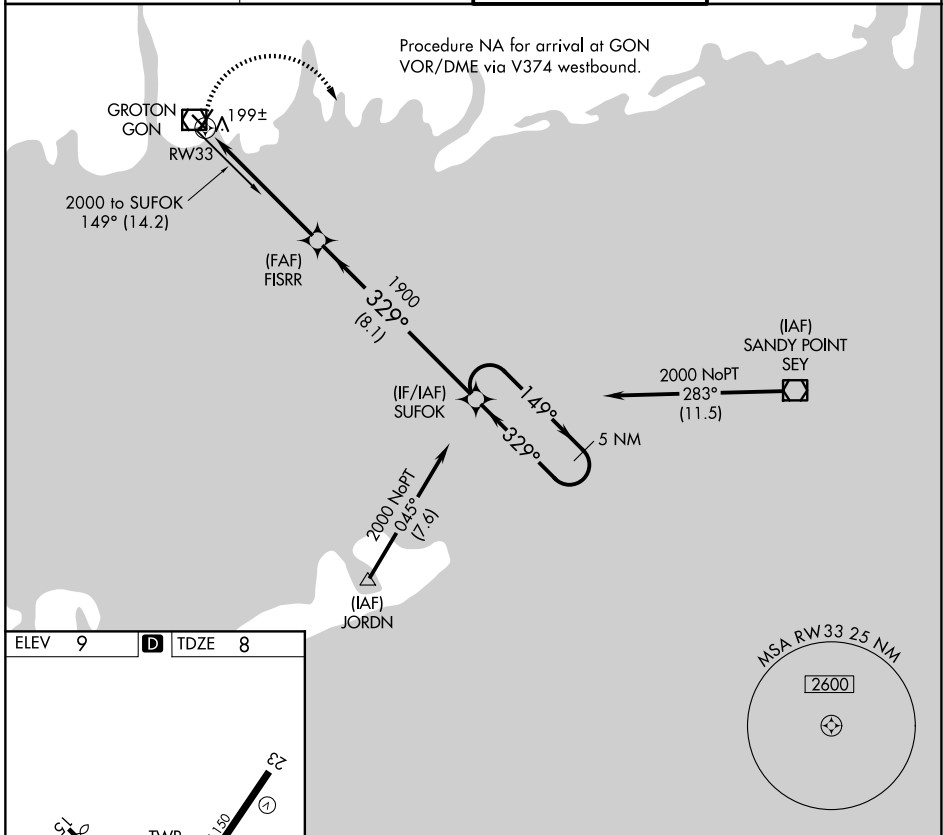 Procedure NA for arrival at GON
VOR/DME via V374 westbound.
GROTON
GON
199±
RW33
2000 to SUFOK
149° (14.2)
(FAF)
FISRR
1900
329°
(8.1)
(IF/IAF)
SUFOK
149°
329°
5 NM
(IAF)
SANDY POINT
SEY
2000 NoPT
283°
(11.5)
2000 NoPT
045°
(7.6)
(IAF)
JORDN
ELEV 9 D TDZE 8
MSA RW33 25 NM
2600
23
V
150
15
TWR